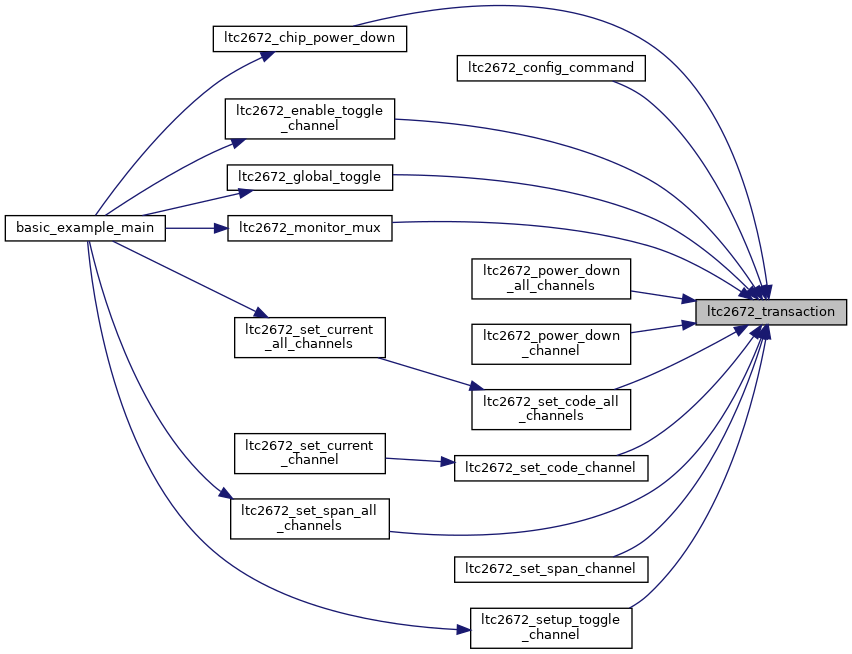 ltc2672_chip_power_down
ltc2672_config_command
ltc2672_enable_toggle
_channel
ltc2672_global_toggle
basic_example_main
ltc2672_monitor_mux
ltc2672_power_down
_all_channels
ltc2672_transaction
ltc2672_set_current
_all_channels
ltc2672_power_down
_channel
ltc2672_set_code_all
_channels
ltc2672_set_current
_channel
ltc2672_set_code_channel
ltc2672_set_span_all
_channels
ltc2672_set_span_channel
ltc2672_setup_toggle
_channel